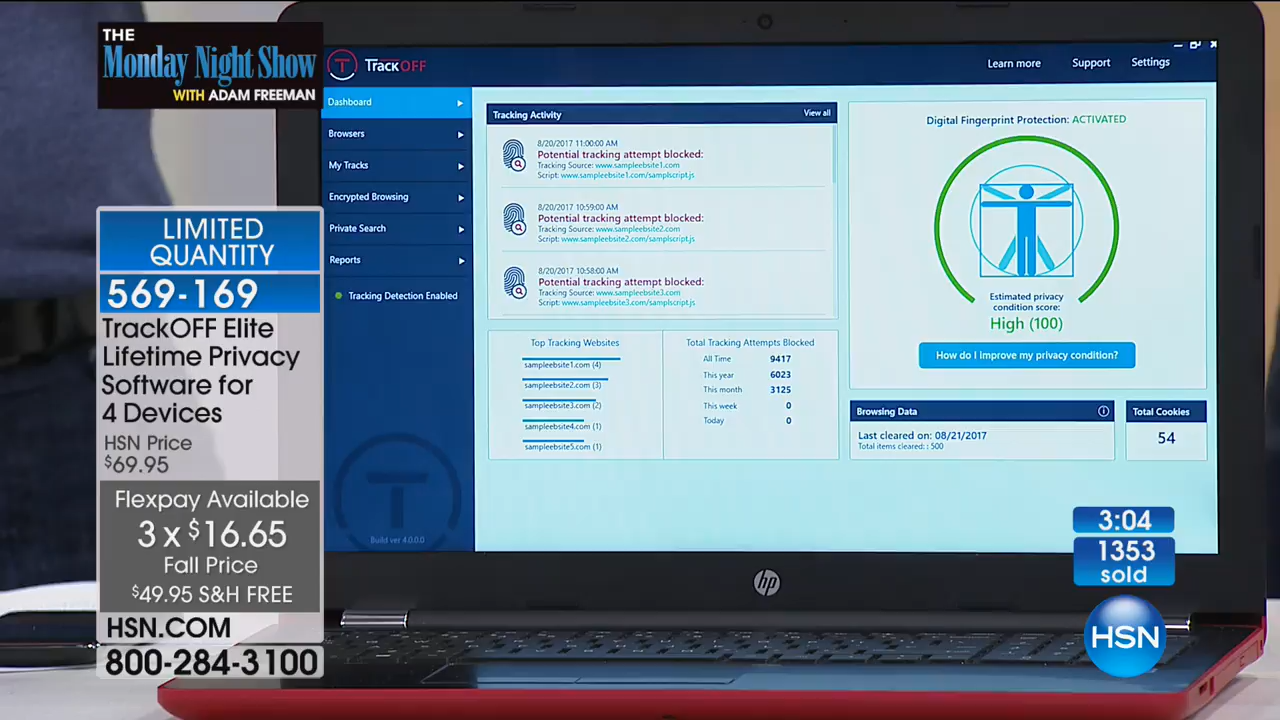 THE
Monday Night Show
WITH ADAM FREEMAN
LIMITED
QUANTITY
569-169
TrackOFF Elite
Lifetime Privacy
Software for
4 Devices
HSN Price
$69.95
Flexpay Available
3 x $16.65
Fall Price
$49.95 S&H FREE
HSN.COM
800-284-3100
T TrackOFF
Learn more
Support
Settings
Dashboard
Browsers
My Tracks
Encrypted Browsing
Private Search
Reports
Tracking Detection Enabled
Build ver 4.0.0.0
Tracking Activity
View all
8/20/2017 11:00:00 AM
Potential tracking attempt blocked:
Tracking Source: www.sampleebsite1.com
Script: www.sampleebsite1.com/samplscript.js
8/20/2017 10:59:00 AM
Potential tracking attempt blocked:
Tracking Source: www.sampleebsite2.com
Script: www.sampleebsite2.com/samplscript.js
8/20/2017 10:58:00 AM
Potential tracking attempt blocked:
Tracking Source: www.sampleebsite3.com
Script: www.sampleebsite3.com/samplscript.js
Top Tracking Websites
sampleebsite1.com (4)
sampleebsite2.com (3)
sampleebsite3.com (2)
sampleebsite4.com (1)
sampleebsite5.com (1)
Total Tracking Attempts Blocked
All Time 9417
This year 6023
This month 3125
This week 0
Today 0
Digital Fingerprint Protection: ACTIVATED
Estimated privacy
condition score:
High (100)
How do I improve my privacy condition?
Browsing Data
Last cleared on: 08/21/2017
Total items cleared: : 500
Total Cookies
54
3:04
1353
sold
hp
HSN